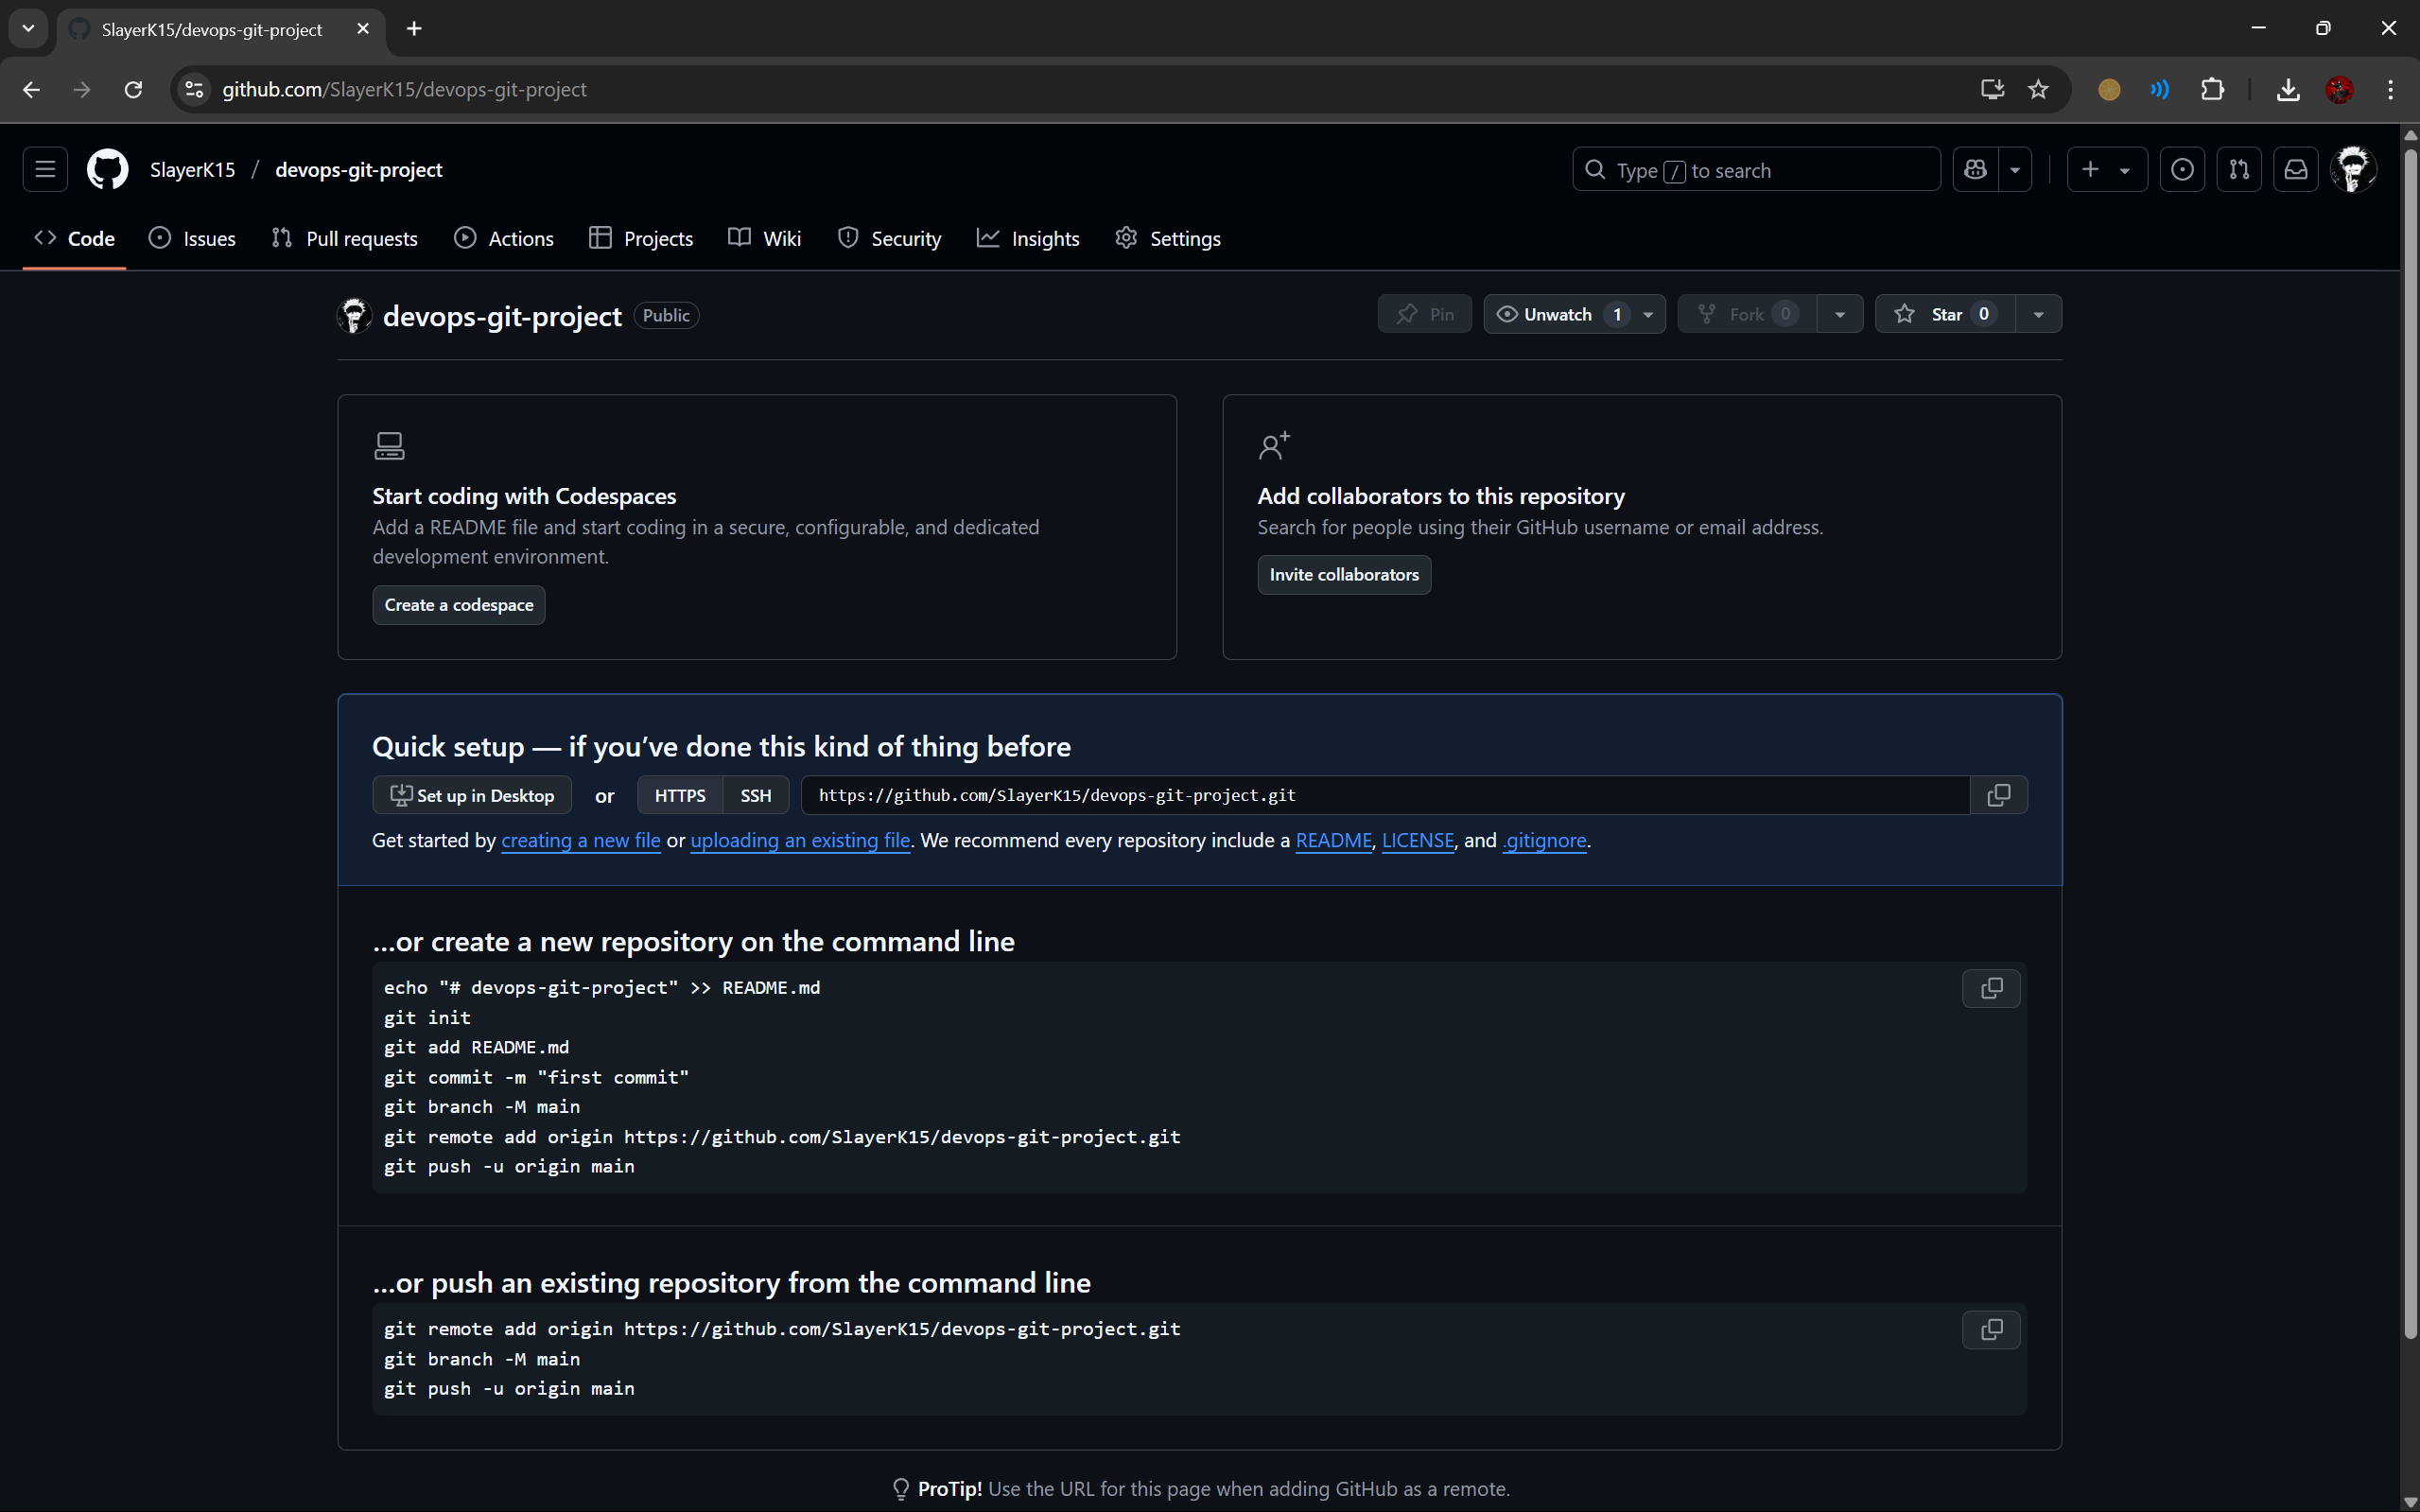 SlayerK15/devops-git-project
github.com/SlayerK15/devops-git-project
SlayerK15 / devops-git-project
Type / to search
Code Issues Pull requests Actions Projects Wiki Security Insights Settings
devops-git-project Public
Pin Unwatch 1 Fork 0 Star 0
Start coding with Codespaces
Add a README file and start coding in a secure, configurable, and dedicated
development environment.
Create a codespace
Add collaborators to this repository
Search for people using their GitHub username or email address.
Invite collaborators
Quick setup — if you’ve done this kind of thing before
Set up in Desktop or HTTPS SSH https://github.com/SlayerK15/devops-git-project.git
Get started by creating a new file or uploading an existing file. We recommend every repository include a README, LICENSE, and .gitignore.
…or create a new repository on the command line
echo "# devops-git-project" >> README.md
git init
git add README.md
git commit -m "first commit"
git branch -M main
git remote add origin https://github.com/SlayerK15/devops-git-project.git
git push -u origin main
…or push an existing repository from the command line
git remote add origin https://github.com/SlayerK15/devops-git-project.git
git branch -M main
git push -u origin main
ProTip! Use the URL for this page when adding GitHub as a remote.